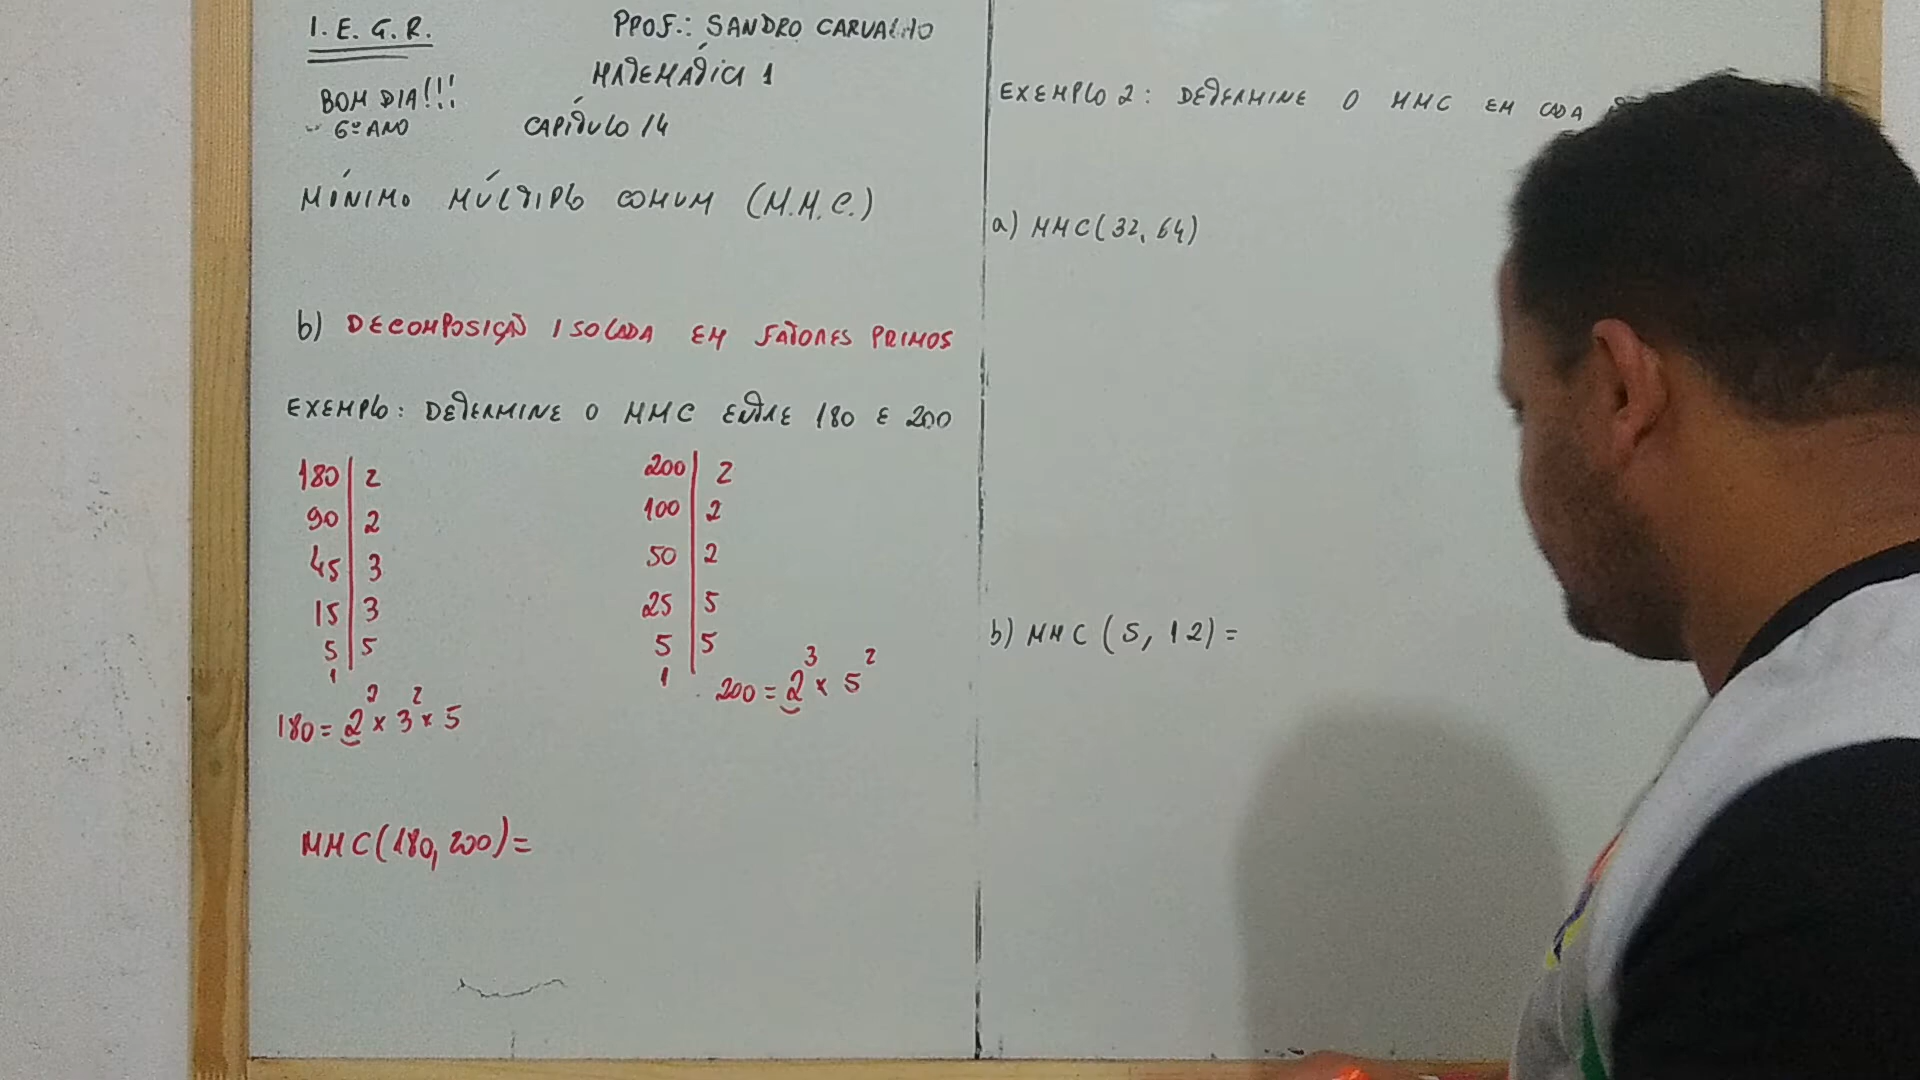 I. E. G. R.
PROF.: SANDRO CARVALHO
MATEMÁTICA 1
BOM DIA!!!
6º ANO
CAPÍTULO 14
MÍNIMO MÚLTIPLO COMUM (M.M.C.)
b) DECOMPOSIÇÃO ISOLADA EM FATORES PRIMOS
EXEMPLO: DETERMINE O MMC ENTRE 180 E 200
180 | 2
90 | 2
45 | 3
15 | 3
5 | 5
1
180 = 2² × 3² × 5
200 | 2
100 | 2
50 | 2
25 | 5
5 | 5
1
200 = 2³ × 5²
MMC(180, 200) =
EXEMPLO 2: DETERMINE O MMC EM CADA
a) MMC(32, 64)
b) MMC (5, 12) =